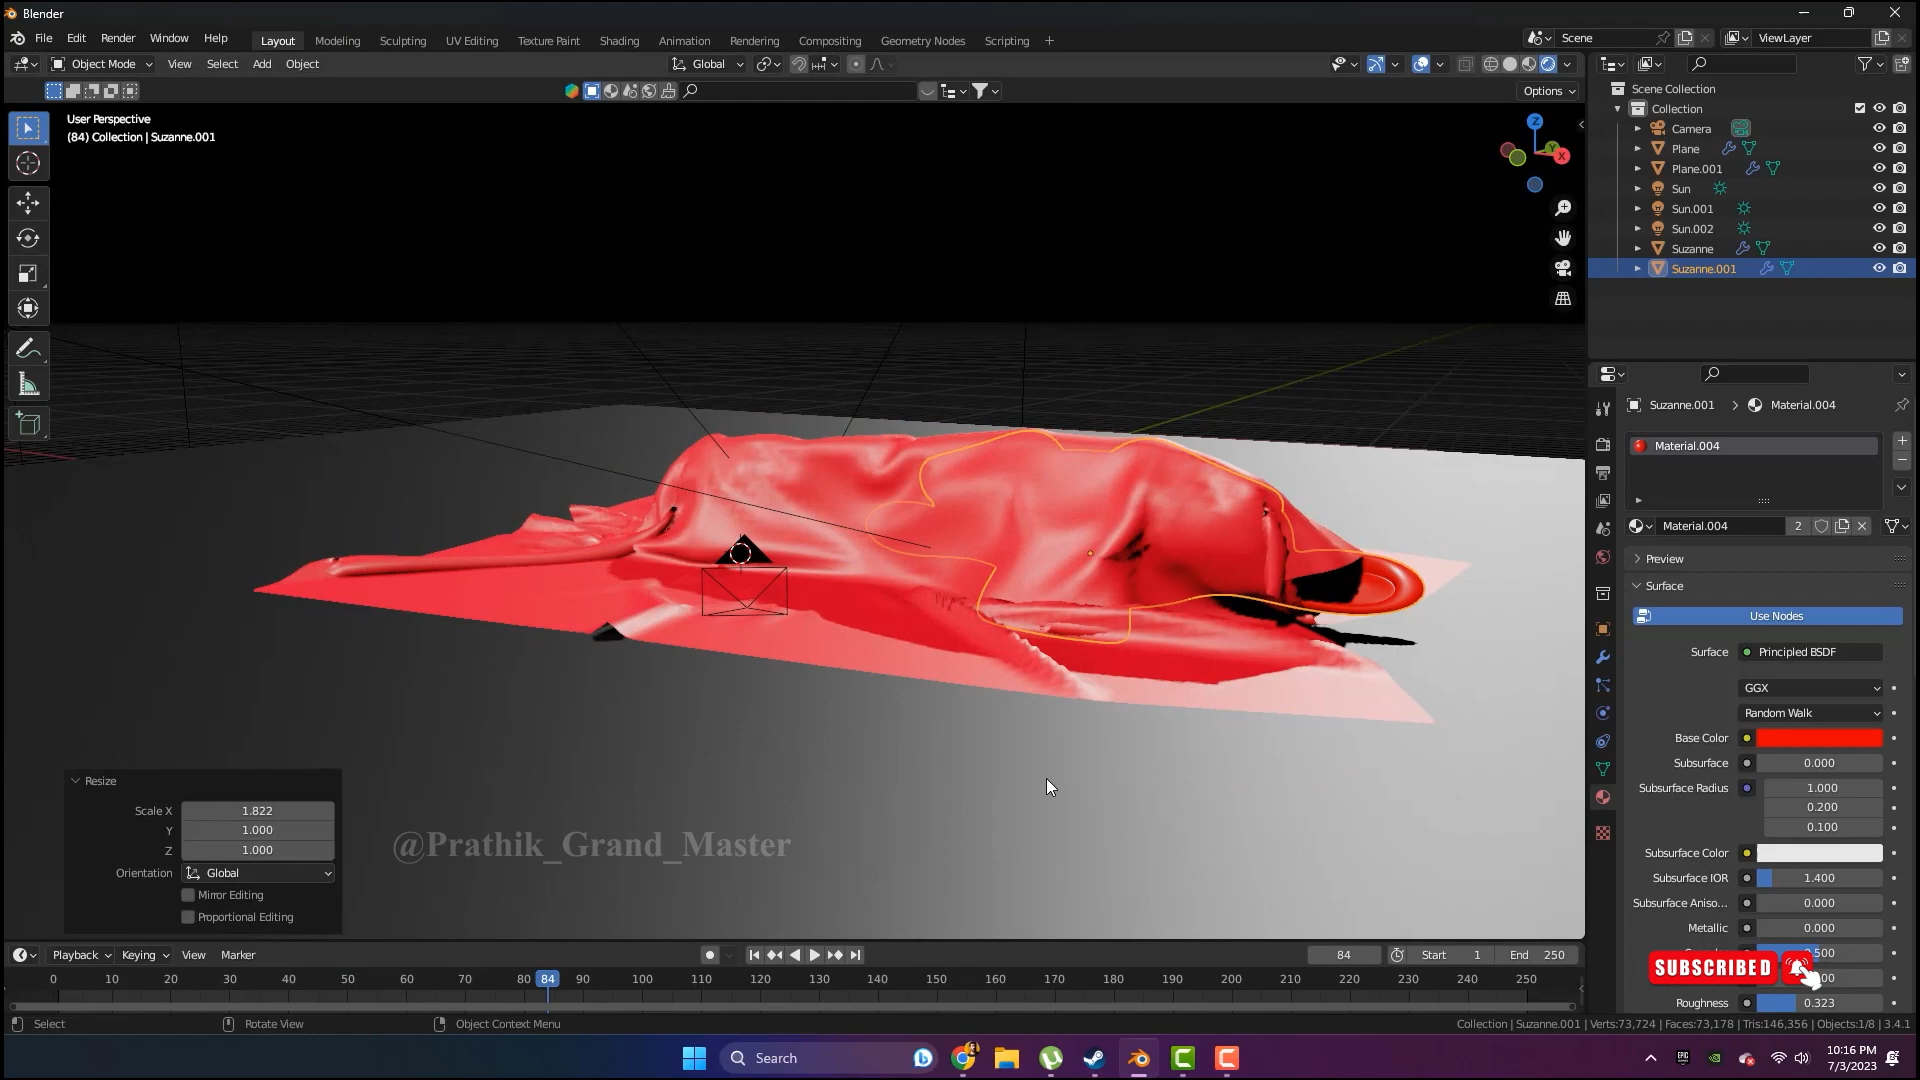 Blender
File Edit Render Window Help
Layout Modeling Sculpting UV Editing Texture Paint Shading Animation Rendering Compositing Geometry Nodes Scripting +
Scene
ViewLayer
Object Mode View Select Add Object
Global
Options
User Perspective
(84) Collection | Suzanne.001
Z
Y
X
Scene Collection
Collection
Camera
Plane
Plane.001
Sun
Sun.001
Sun.002
Suzanne
Suzanne.001
Suzanne.001 > Material.004
Material.004
Material.004 2
Preview
Surface
Use Nodes
Surface Principled BSDF
GGX
Random Walk
Base Color
Subsurface 0.000
Subsurface Radius 1.000
0.200
0.100
Subsurface Color
Subsurface IOR 1.400
Subsurface Aniso... 0.000
Metallic 0.000
SUBSCRIBED
Roughness 0.323
Resize
Scale X 1.822
Y 1.000
Z 1.000
Orientation Global
Mirror Editing
Proportional Editing
@Prathik_Grand_Master
Playback Keying View Marker
84 Start 1 End 250
0 10 20 30 40 50 60 70 80 84 90 100 110 120 130 140 150 160 170 180 190 200 210 220 230 240 250
Select Rotate View Object Context Menu
Collection | Suzanne.001 | Verts:73,724 | Faces:73,178 | Tris:146,356 | Objects:1/8 | 3.4.1
Search
10:16 PM
7/3/2023